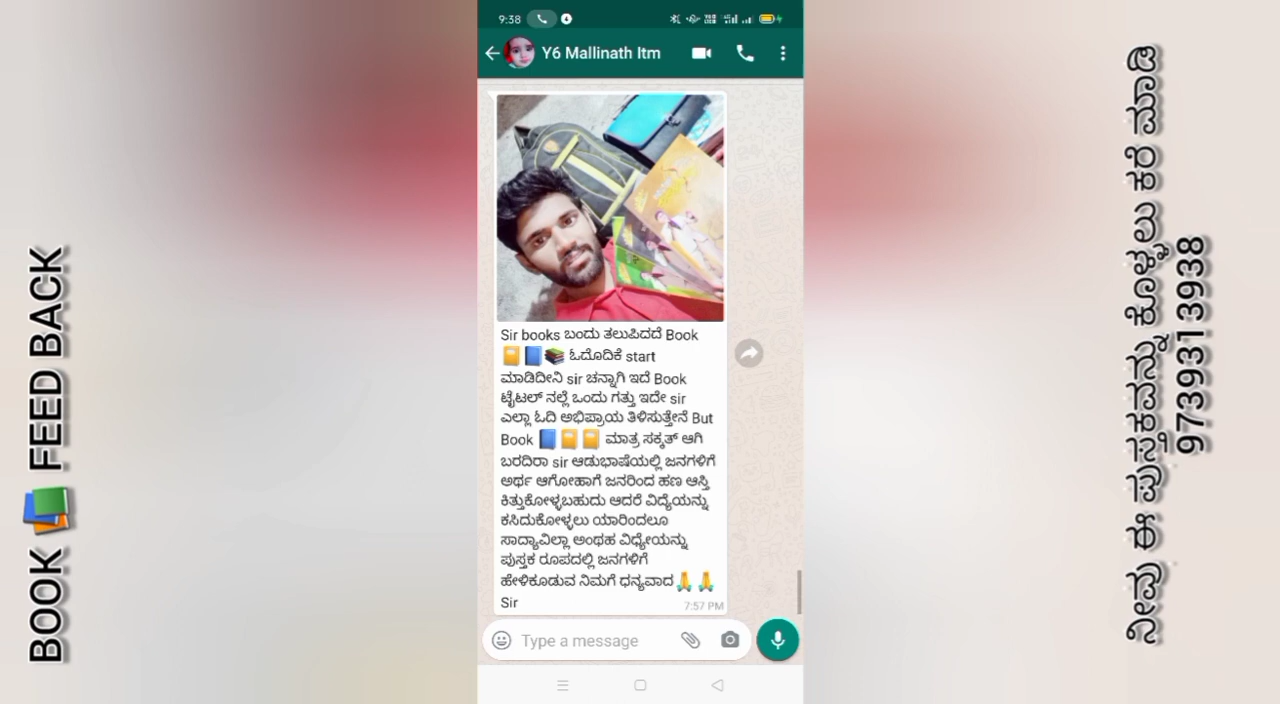 BOOK 📚 FEED BACK
9:38
4
Y6 Mallinath Itm
Sir books ಬಂದು ತಲುಪಿದದೆ Book
📒📘📚 ಓದೊದಿಕೆ start
ಮಾಡಿದೀನಿ sir ಚನ್ನಾಗಿ ಇದೆ Book
ಟೈಟಲ್ ನಲ್ಲೆ ಒಂದು ಗತ್ತು ಇದೇ sir
ಎಲ್ಲಾ ಓದಿ ಅಭಿಪ್ರಾಯ ತಿಳಿಸುತ್ತೇನೆ But
Book 📘📒📒 ಮಾತ್ರ ಸಕ್ಕತ್ ಆಗಿ
ಬರದಿರಾ sir ಆಡುಭಾಷೆಯಲ್ಲಿ ಜನಗಳಿಗೆ
ಅರ್ಥ ಆಗೋಹಾಗೆ ಜನರಿಂದ ಹಣ ಆಸ್ತಿ
ಕಿತ್ತುಕೋಳ್ಳಬಹುದು ಆದರೆ ವಿದ್ಯೆಯನ್ನು
ಕಸಿದುಕೋಳ್ಳಲು ಯಾರಿಂದಲೂ
ಸಾದ್ಯಾವಿಲ್ಲಾ ಅಂಥಹ ವಿಧ್ಯೇಯನ್ನು
ಪುಸ್ತಕ ರೂಪದಲ್ಲಿ ಜನಗಳಿಗೆ
ಹೇಳಿಕೂಡುವ ನಿಮಗೆ ಧನ್ಯವಾದ🙏 🙏
Sir
7:57 PM
Type a message
ನೀವು ಈ ಪುಸ್ತಕವನ್ನು ಕೊಳ್ಳಲು ಕರೆ ಮಾಡಿ
9739313938